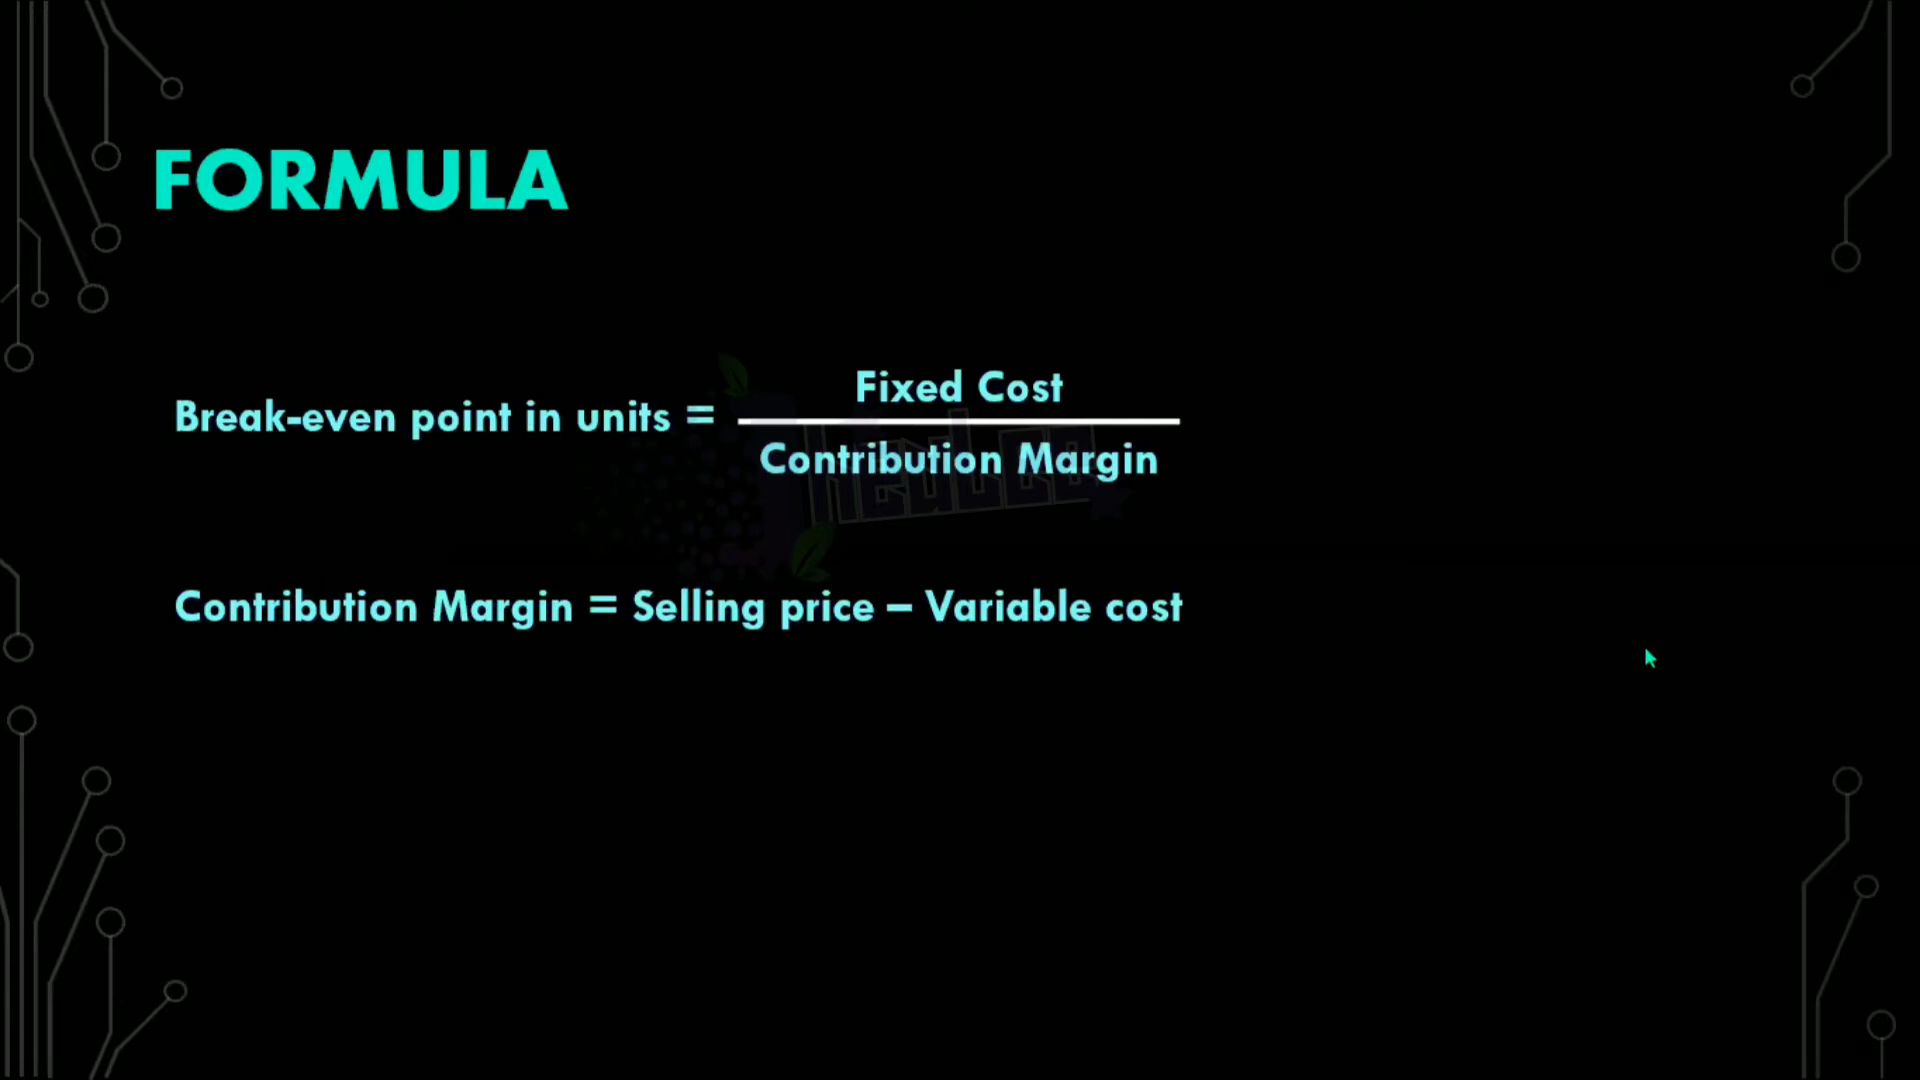 FORMULA
Break-even point in units = Fixed Cost / Contribution Margin
Contribution Margin = Selling price – Variable cost